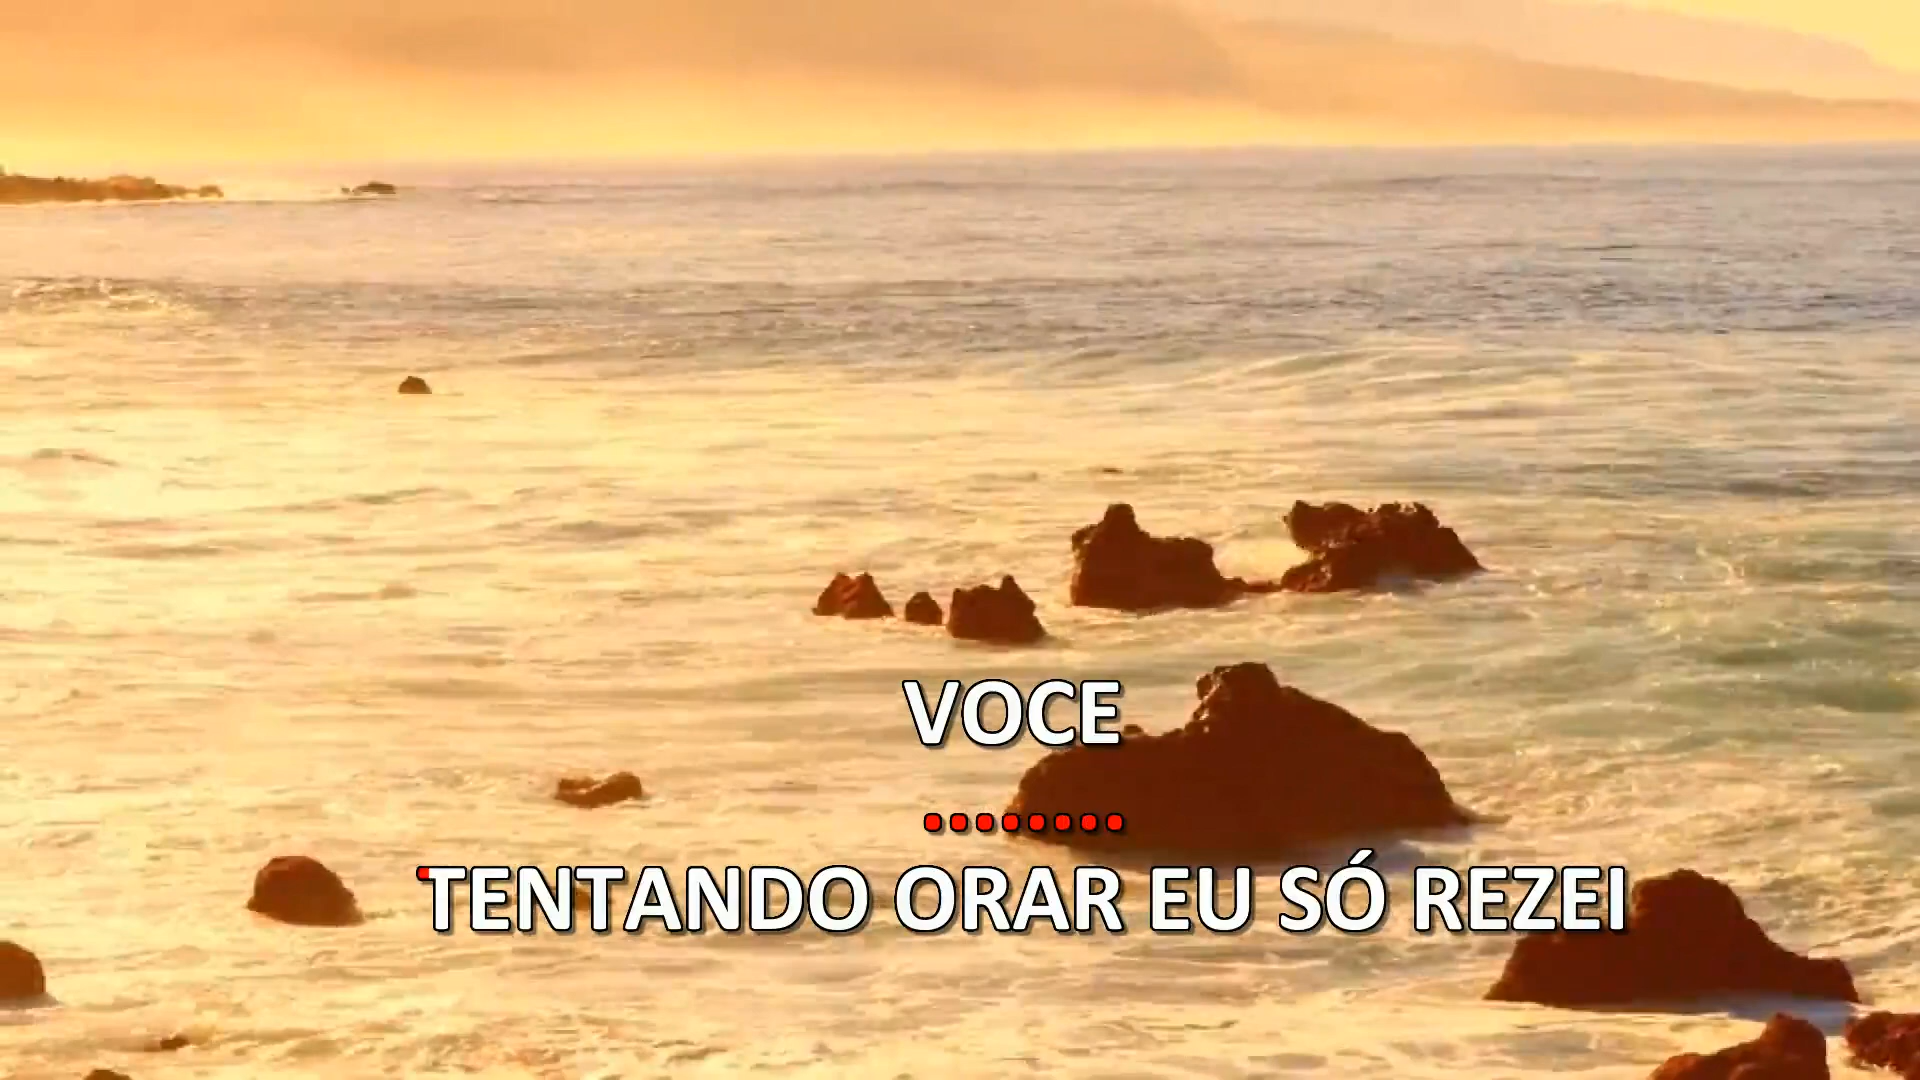 VOCE
........
TENTANDO ORAR EU SÓ REZEI